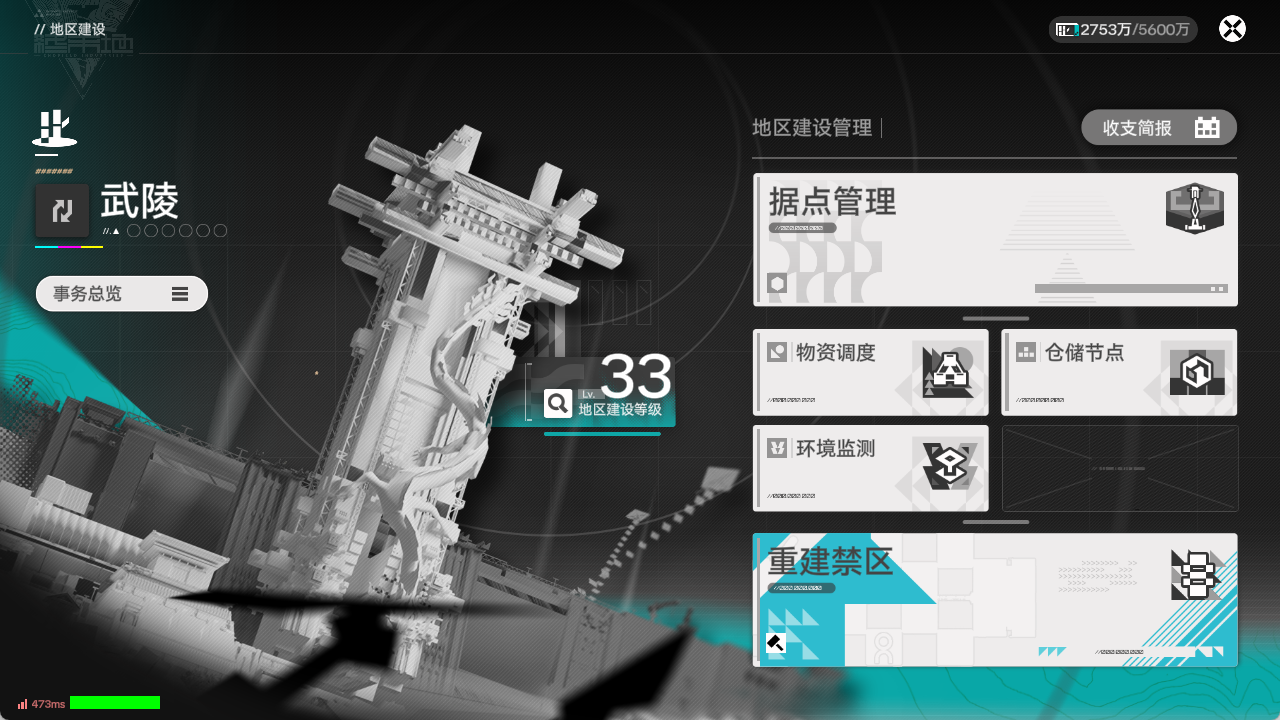 // 地区建设
2753万/5600万
武陵
事务总览
地区建设管理
收支简报
据点管理
物资调度
仓储节点
环境监测
重建禁区
Lv. 33
地区建设等级
473ms